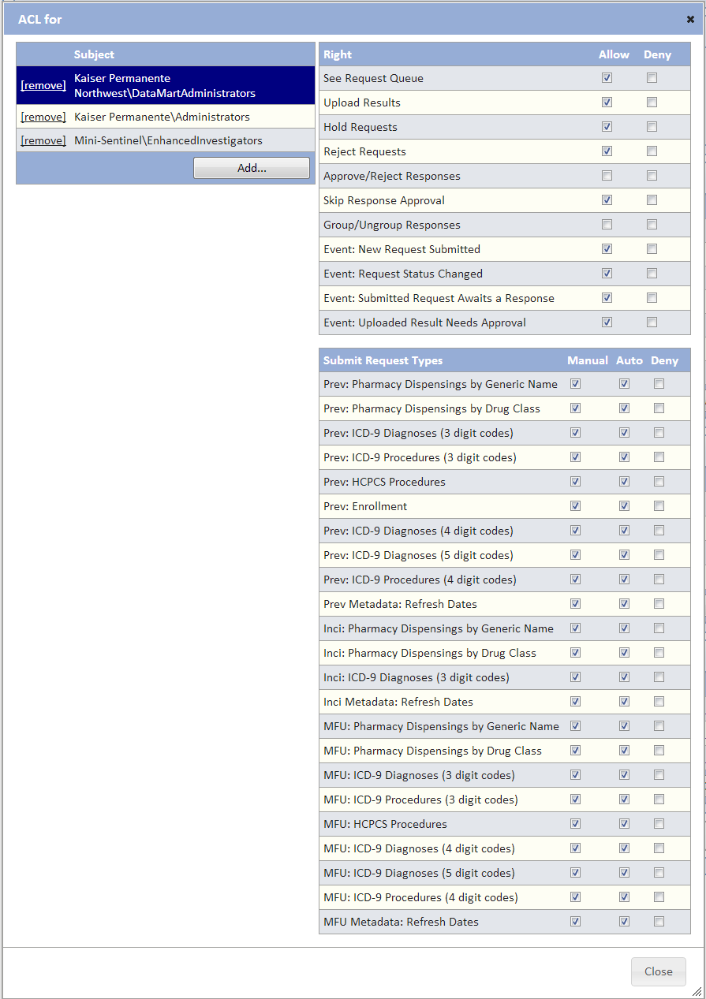 ACL for
Subject
[remove] Kaiser Permanente
Northwest\DataMartAdministrators
[remove] Kaiser Permanente\Administrators
[remove] Mini-Sentinel\EnhancedInvestigators
Add...
Right Allow Deny
See Request Queue
Upload Results
Hold Requests
Reject Requests
Approve/Reject Responses
Skip Response Approval
Group/Ungroup Responses
Event: New Request Submitted
Event: Request Status Changed
Event: Submitted Request Awaits a Response
Event: Uploaded Result Needs Approval
Submit Request Types Manual Auto Deny
Prev: Pharmacy Dispensings by Generic Name
Prev: Pharmacy Dispensings by Drug Class
Prev: ICD-9 Diagnoses (3 digit codes)
Prev: ICD-9 Procedures (3 digit codes)
Prev: HCPCS Procedures
Prev: Enrollment
Prev: ICD-9 Diagnoses (4 digit codes)
Prev: ICD-9 Diagnoses (5 digit codes)
Prev: ICD-9 Procedures (4 digit codes)
Prev Metadata: Refresh Dates
Inci: Pharmacy Dispensings by Generic Name
Inci: Pharmacy Dispensings by Drug Class
Inci: ICD-9 Diagnoses (3 digit codes)
Inci Metadata: Refresh Dates
MFU: Pharmacy Dispensings by Generic Name
MFU: Pharmacy Dispensings by Drug Class
MFU: ICD-9 Diagnoses (3 digit codes)
MFU: ICD-9 Procedures (3 digit codes)
MFU: HCPCS Procedures
MFU: ICD-9 Diagnoses (4 digit codes)
MFU: ICD-9 Diagnoses (5 digit codes)
MFU: ICD-9 Procedures (4 digit codes)
MFU Metadata: Refresh Dates
Close